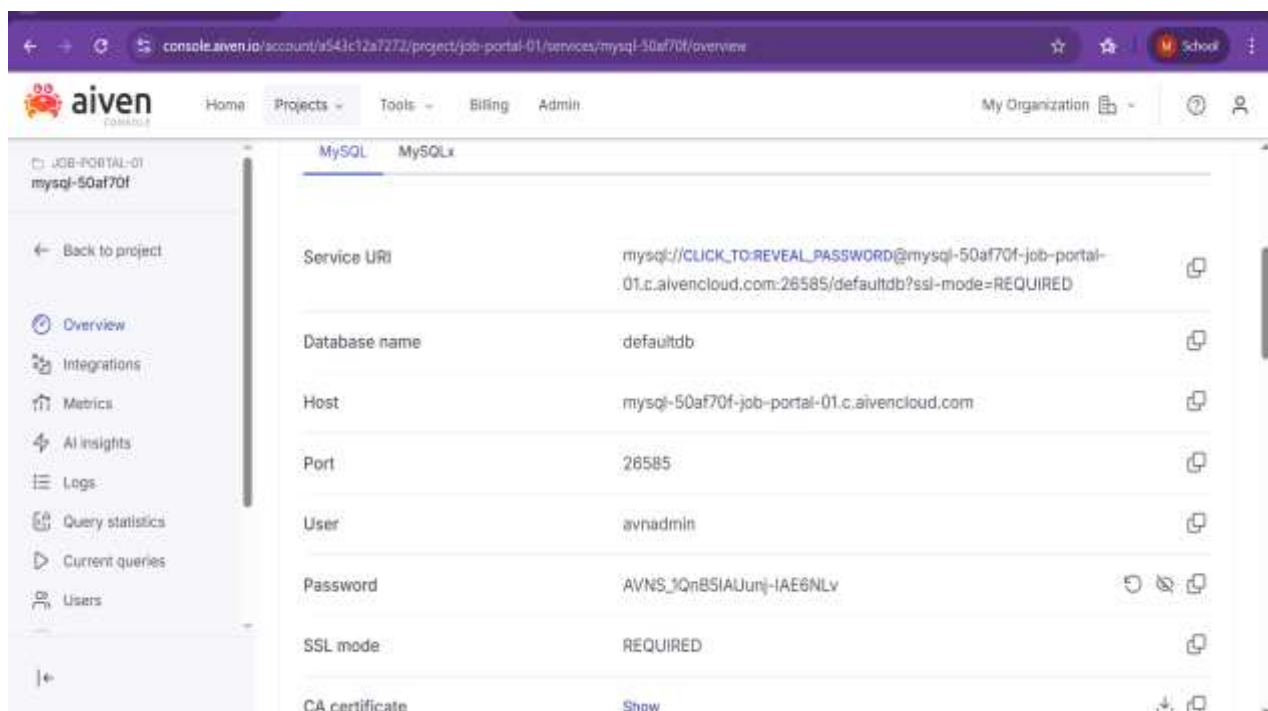 console.aiven.io/account/a543c12a7272/project/job-portal-01/services/mysql-50af70f/overview
School
aiven
CONSOLE
Home Projects Tools Billing Admin My Organization
JOB-PORTAL-01
mysql-50af70f
Back to project
Overview
Integrations
Metrics
AI insights
Logs
Query statistics
Current queries
Users
MySQL MySQLx
Service URI
mysql://CLICK_TO:REVEAL_PASSWORD@mysql-50af70f-job-portal-
01.c.aivencloud.com:26585/defaultdb?ssl-mode=REQUIRED
Database name defaultdb
Host mysql-50af70f-job-portal-01.c.aivencloud.com
Port 26585
User avnadmin
Password
SSL mode REQUIRED
CA certificate Show